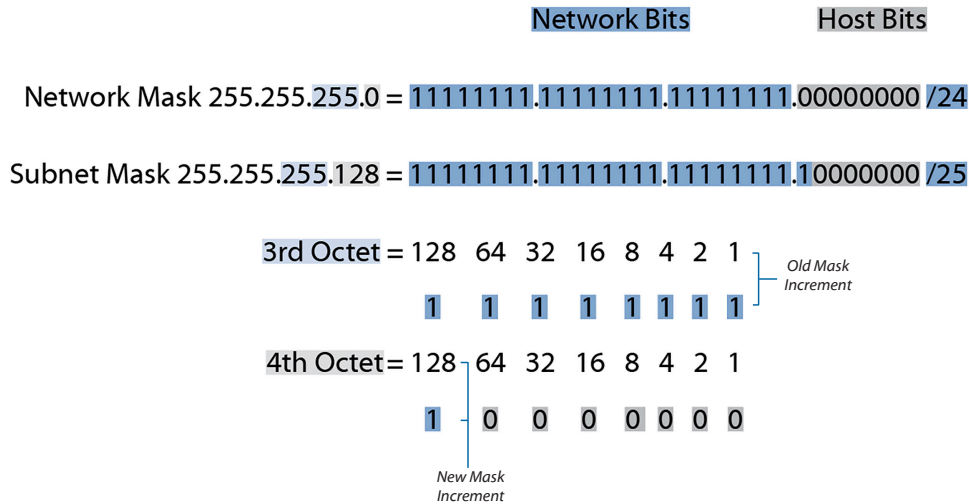 Network Bits Host Bits
Network Mask 255.255.255.0 = 11111111.11111111.11111111.00000000 /24
Subnet Mask 255.255.255.128 = 11111111.11111111.11111111.10000000 /25
3rd Octet = 128 64 32 16 8 4 2 1
Old Mask
Increment
1 1 1 1 1 1 1 1
4th Octet = 128 64 32 16 8 4 2 1
1 0 0 0 0 0 0 0
New Mask
Increment